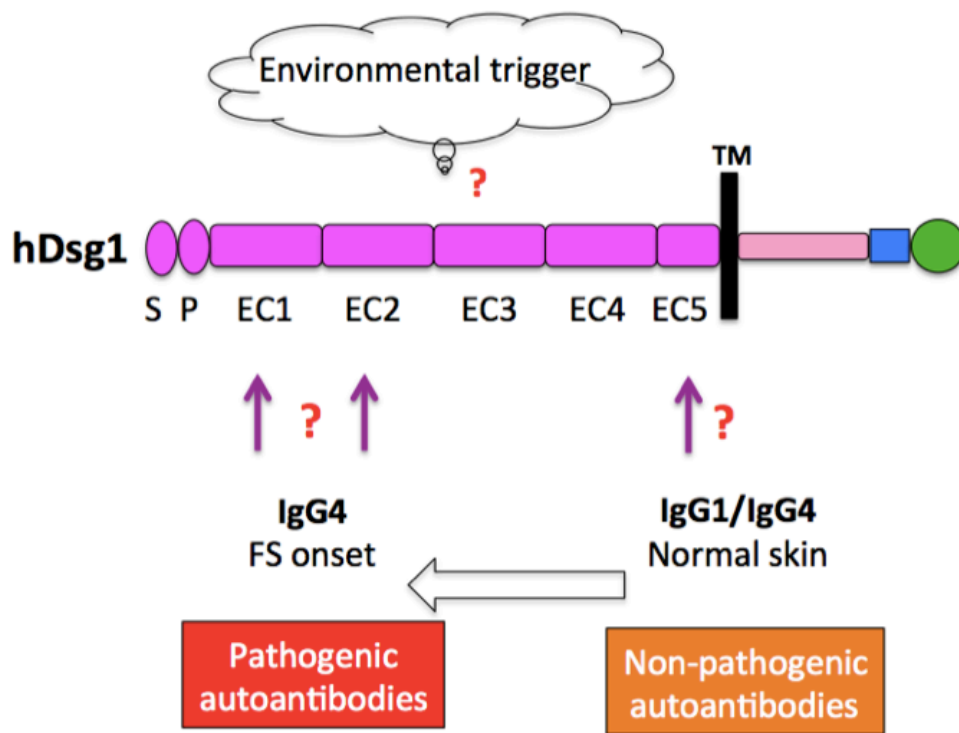 Environmental trigger
?
TM
hDsg1
S P EC1 EC2 EC3 EC4 EC5
? ?
IgG4 IgG1/IgG4
FS onset Normal skin
Pathogenic Non-pathogenic
autoantibodies autoantibodies